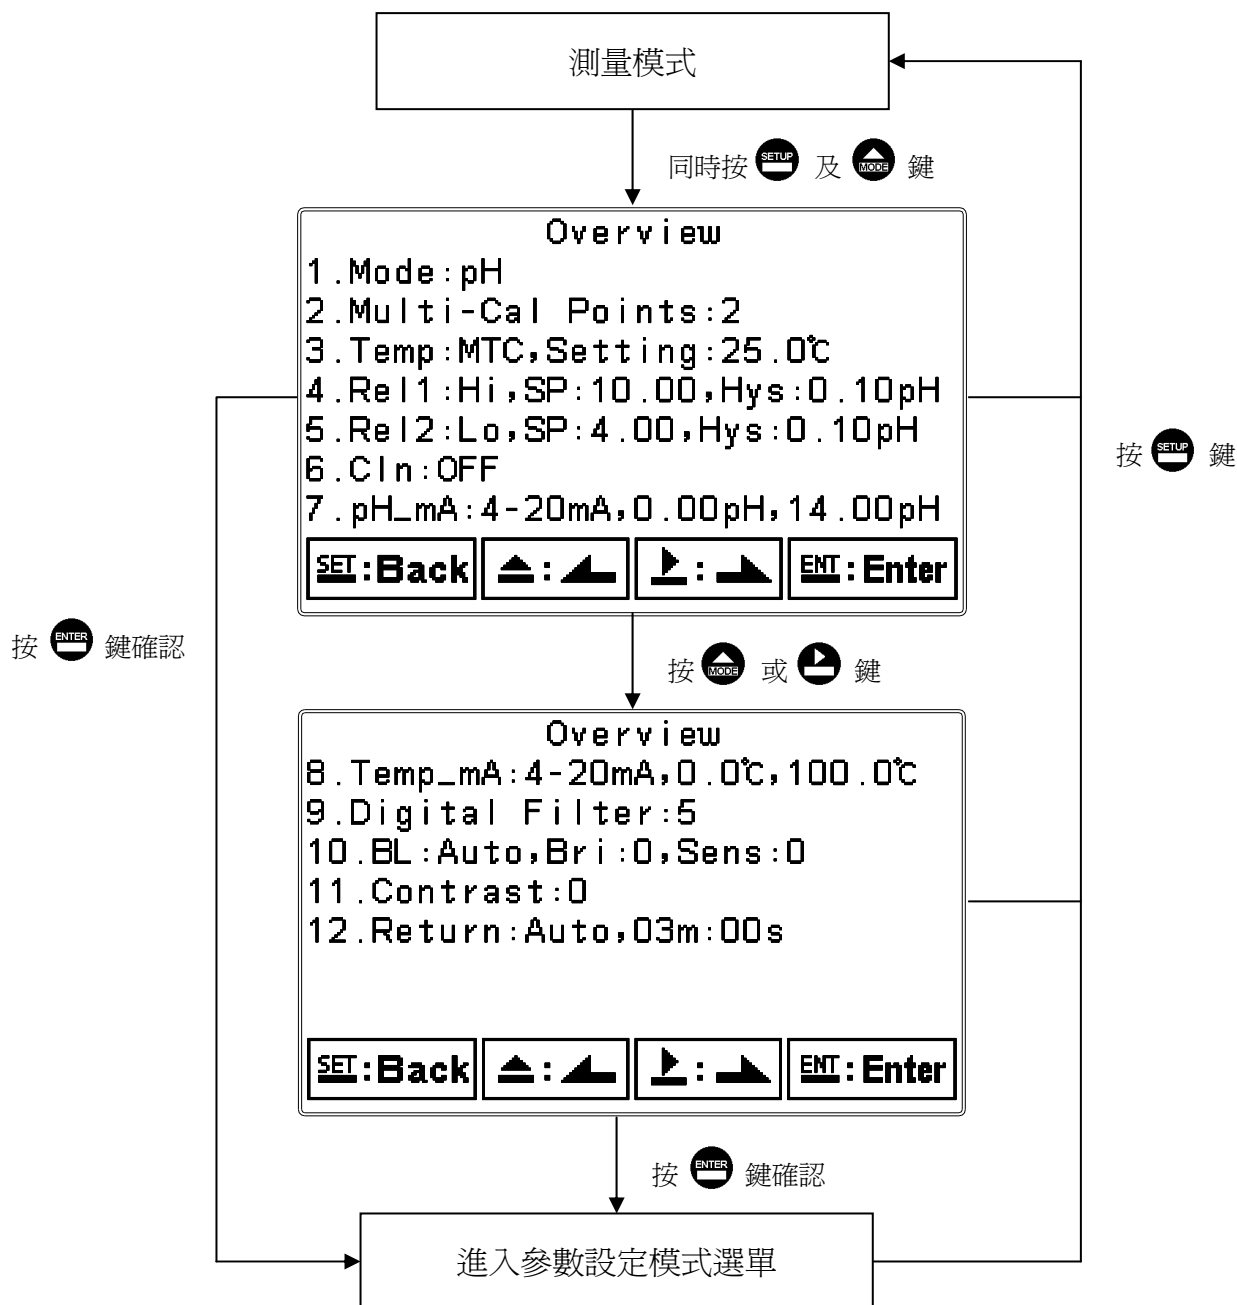 測量模式
同時按 SETUP 及 MODE 鍵
Overview
1.Mode:pH
2.Multi-Cal Points:2
3.Temp:MTC,Setting:25.0℃
4.Rel1:Hi,SP:10.00,Hys:0.10pH
5.Rel2:Lo,SP:4.00,Hys:0.10pH
6.Cln:OFF
7.pH_mA:4-20mA,0.00pH,14.00pH
SET:Back : : ENT:Enter
按 SETUP 鍵
按 ENTER 鍵確認
按 MODE 或 鍵
Overview
8.Temp_mA:4-20mA,0.0℃,100.0℃
9.Digital Filter:5
10.BL:Auto,Bri:0,Sens:0
11.Contrast:0
12.Return:Auto,03m:00s
SET:Back : : ENT:Enter
按 ENTER 鍵確認
進入參數設定模式選單